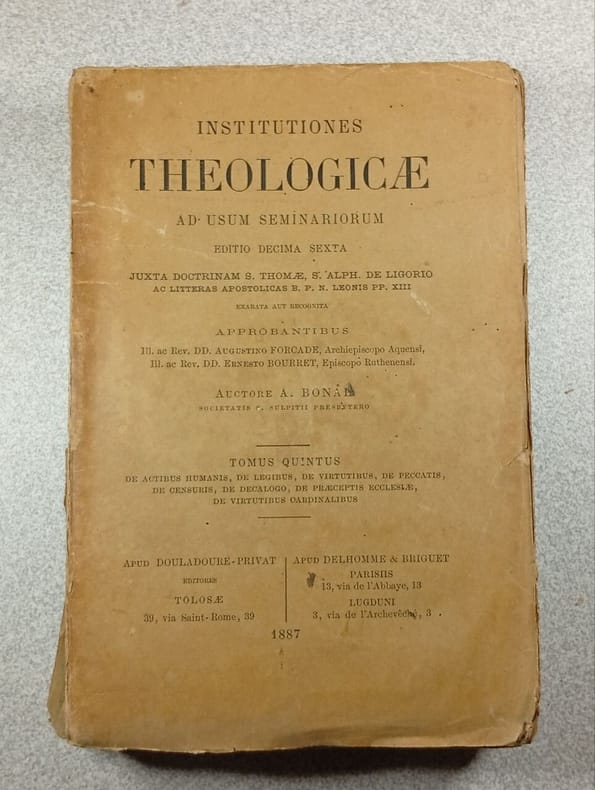 INSTITUTIONES
THEOLOGICÆ
AD USUM SEMINARIORUM
EDITIO DECIMA SEXTA
JUXTA DOCTRINAM S. THOMÆ, S. ALPH. DE LIGORIO
AC LITTERAS APOSTOLICAS B. P. N. LEONIS PP. XIII
EXARATA AUT RECOGNITA
APPROBANTIBUS
Ill. ac Rev. DD. AUGUSTINO FORCADE, Archiepiscopo Aquensi,
Ill. ac Rev. DD. ERNESTO BOURRET, Episcopo Ruthenensi.
AUCTORE A. BONAL
SOCIETATIS S. SULPITII PRESBYTERO
TOMUS QUINTUS
DE ACTIBUS HUMANIS, DE LEGIBUS, DE VIRTUTIBUS, DE PECCATIS,
DE CENSURIS, DE DECALOGO, DE PRÆCEPTIS ECCLESIÆ,
DE VIRTUTIBUS CARDINALIBUS
APUD DOULADOURE-PRIVAT
EDITORES
TOLOSÆ
39, via Saint-Rome, 39
APUD DELHOMME & BRIGUET
PARISIIS
13, via de l'Abbaye, 13
LUGDUNI
3, via de l'Archevêché, 3
1887